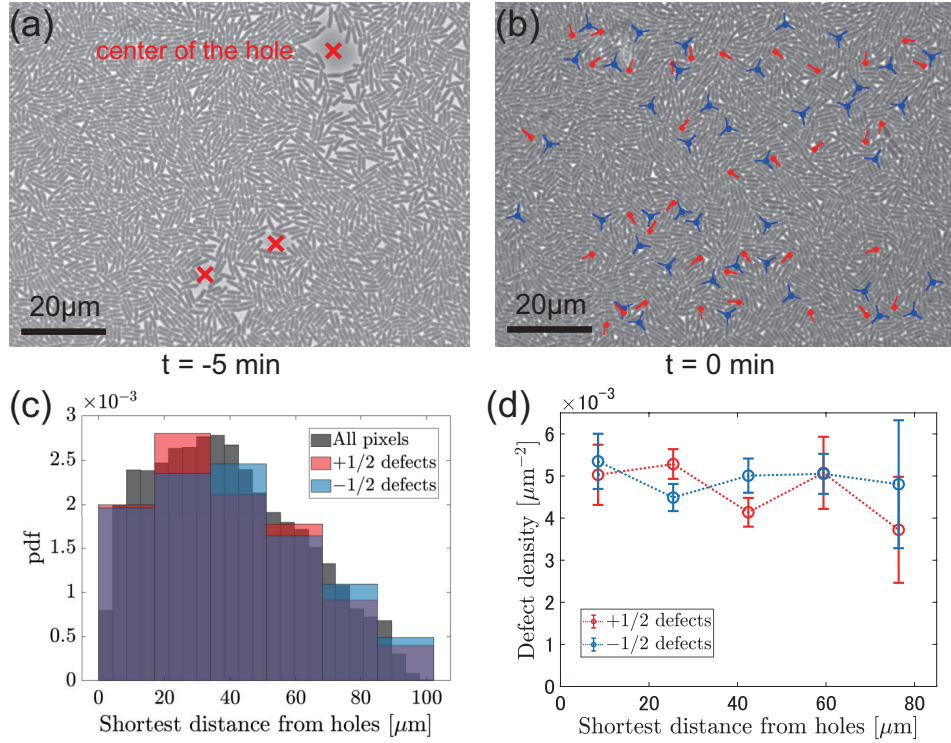 (a)
center of the hole
20μm
t = -5 min
(b)
20μm
t = 0 min
(c)
×10⁻³
3
2.5
2
1.5
1
0.5
0
pdf
All pixels
+1/2 defects
−1/2 defects
0 20 40 60 80 100
Shortest distance from holes [μm]
(d)
×10⁻³
6
5
4
3
2
1
0
Defect density [μm⁻²]
+1/2 defects
−1/2 defects
0 20 40 60 80
Shortest distance from holes [μm]